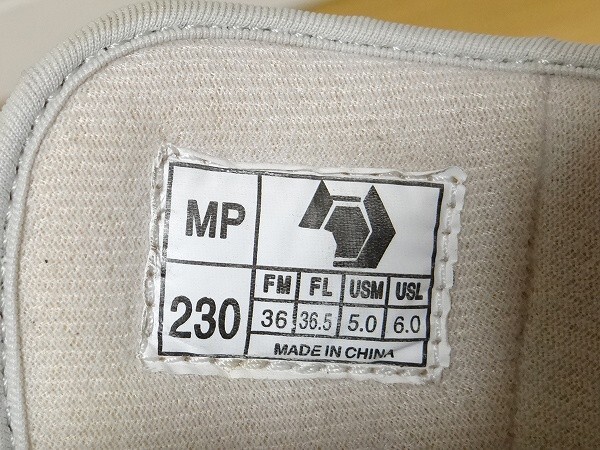 MP
FM FL USM USL
230 36 36.5 5.0 6.0
MADE IN CHINA